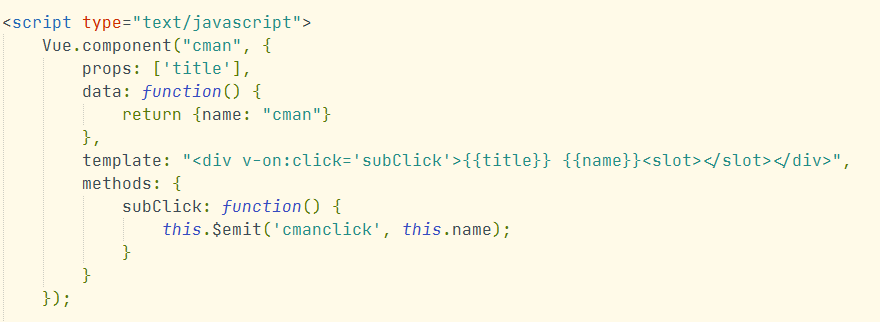 <script type="text/javascript">
    Vue.component("cman", {
        props: ['title'],
        data: function() {
            return {name: "cman"}
        },
        template: "<div v-on:click='subClick'>{{title}} {{name}}<slot></slot></div>",
        methods: {
            subClick: function() {
                this.$emit('cmanclick', this.name);
            }
        }
    });